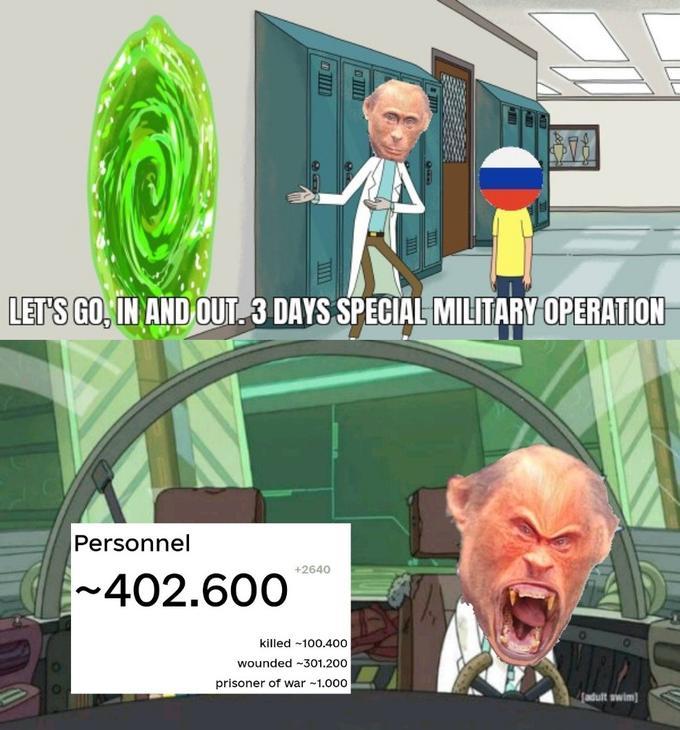 LET'S GO, IN AND OUT. 3 DAYS SPECIAL MILITARY OPERATION
Personnel
~402.600 +2640
killed ~100.400
wounded ~301.200
prisoner of war ~1.000
[adult swim]